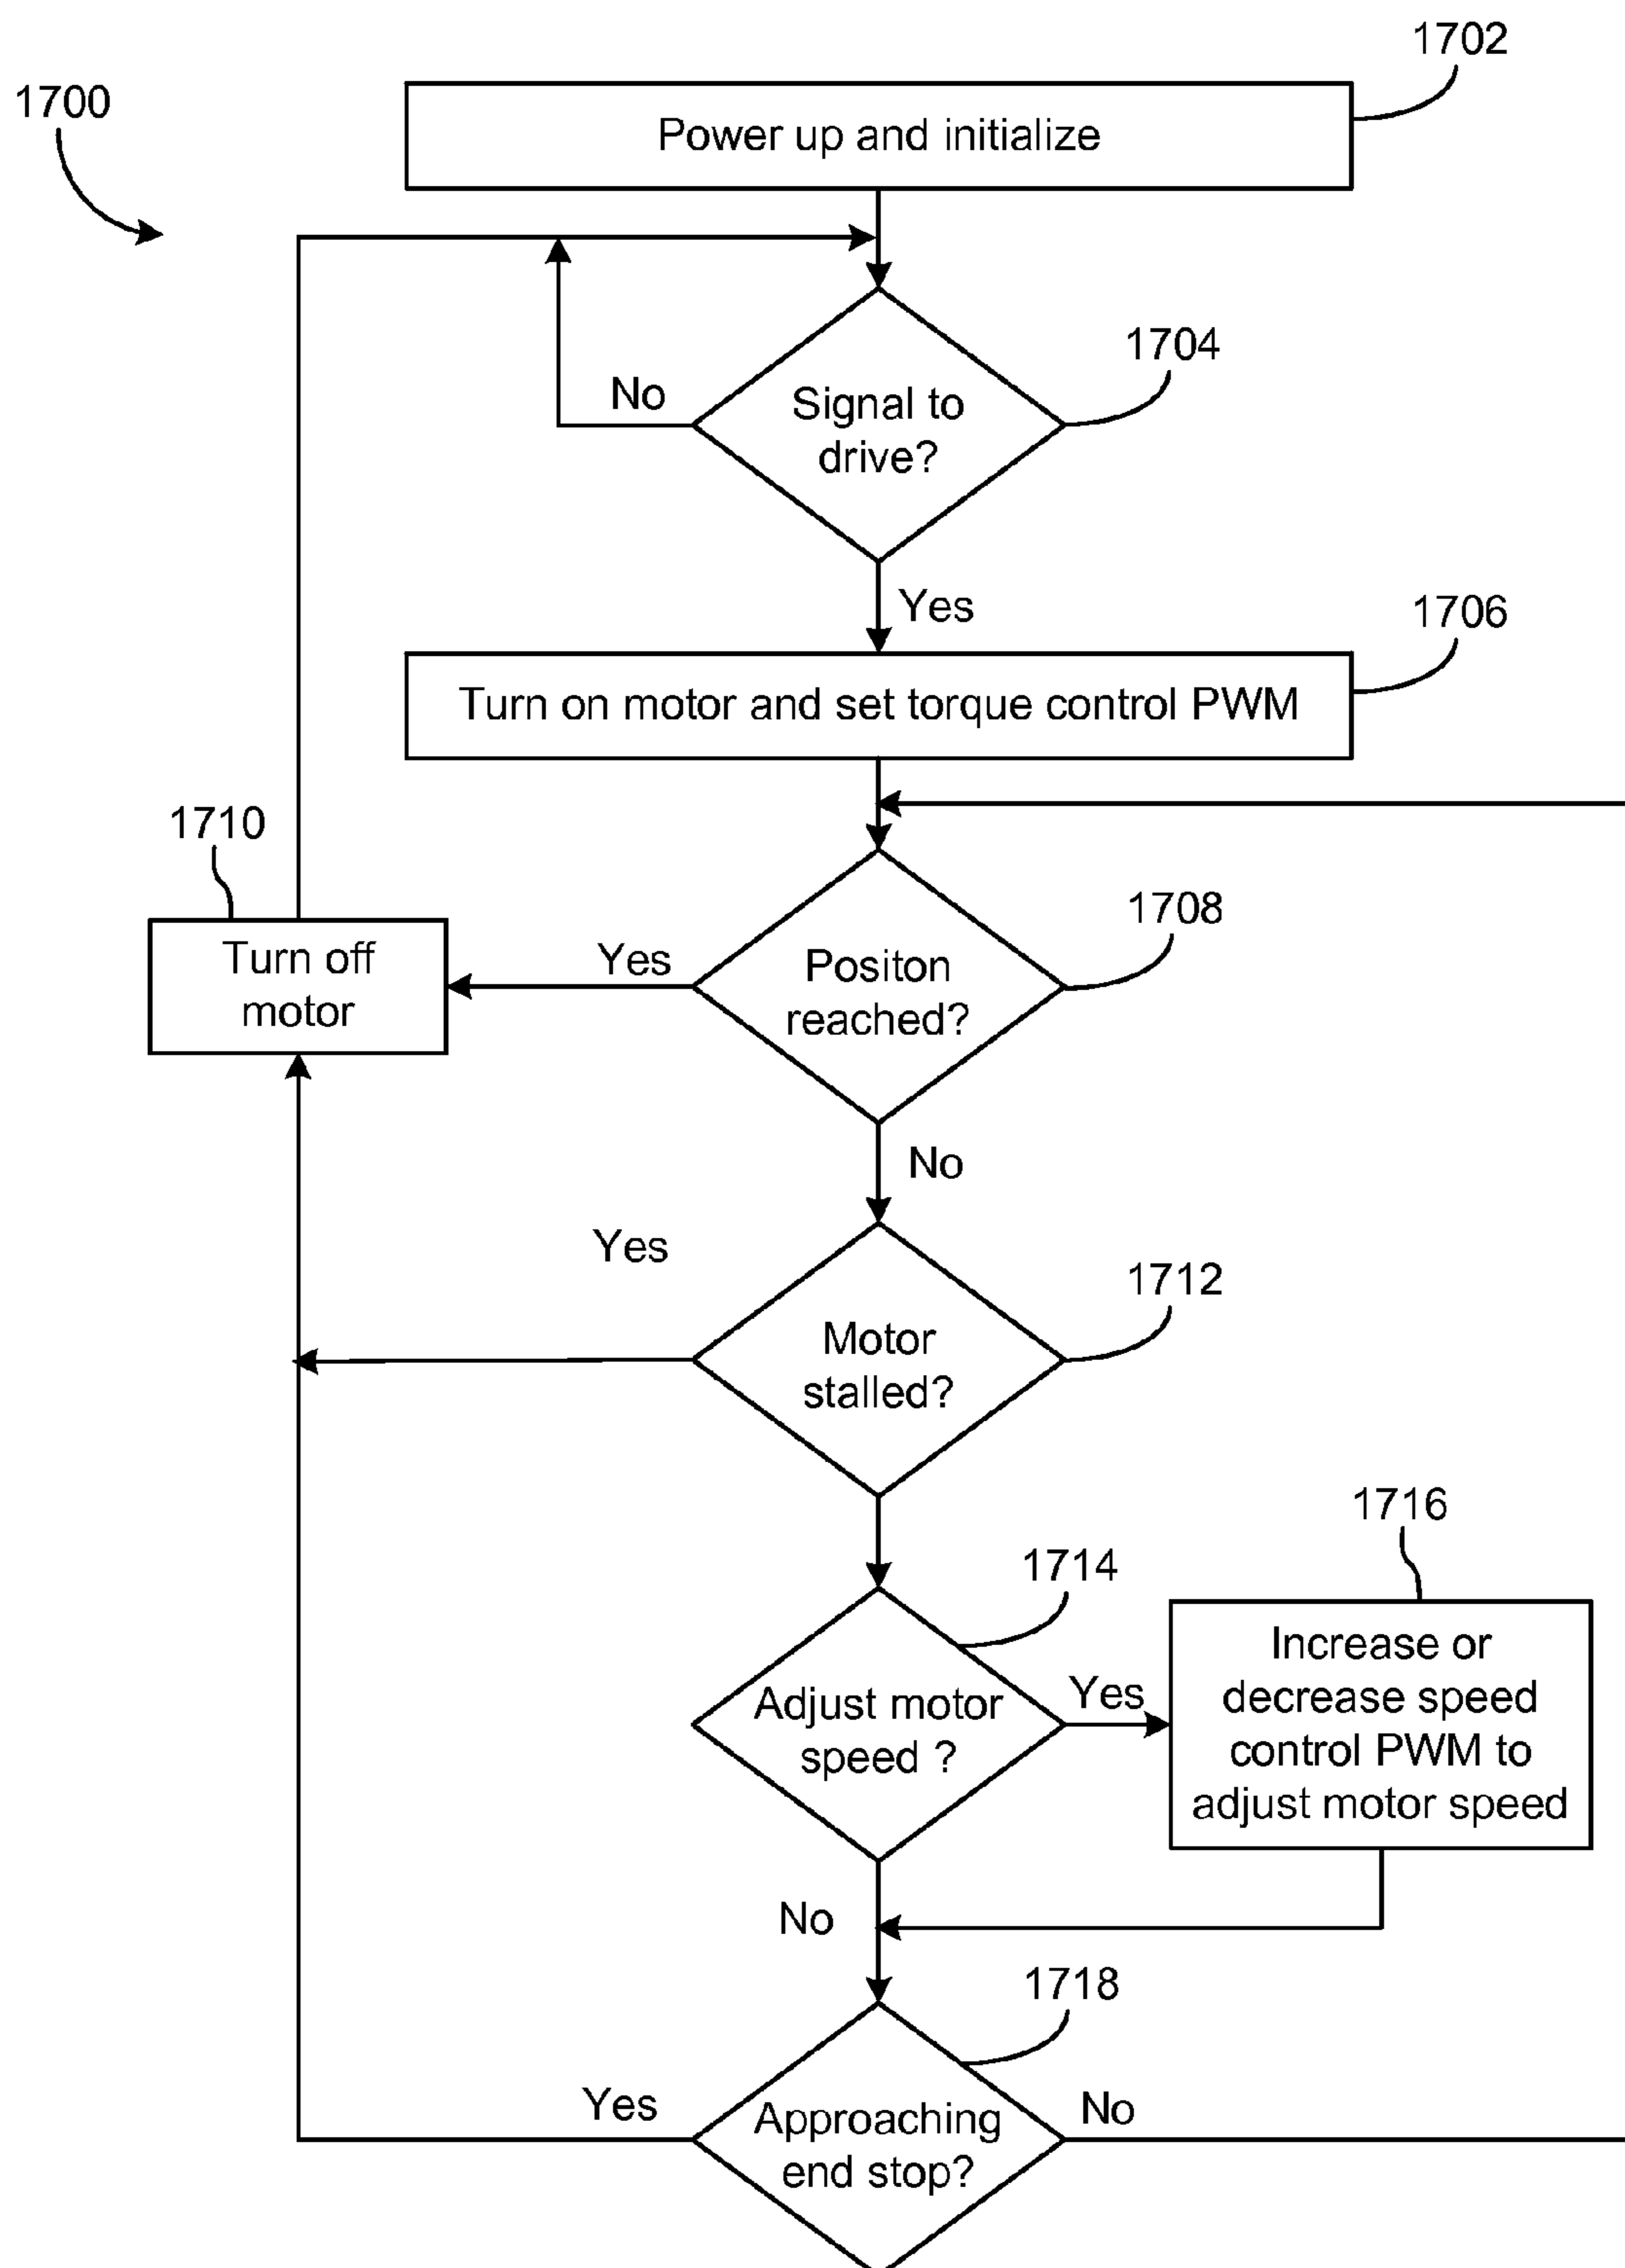 1702
1700
Power up and initialize
1704
No
Signal to
drive?
Yes
1706
Turn on motor and set torque control PWM
1710
1708
Turn off
motor
Yes
Positon
reached?
No
Yes
1712
Motor
stalled?
1716
1714
Increase or
decrease speed
control PWM to
adjust motor speed
Adjust motor
speed ?
Yes
No
1718
Yes
Approaching
end stop?
No